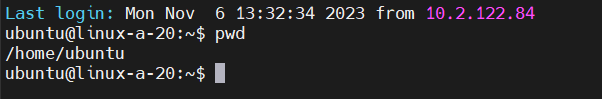 Last login: Mon Nov  6 13:32:34 2023 from 10.2.122.84
ubuntu@linux-a-20:~$ pwd
/home/ubuntu
ubuntu@linux-a-20:~$